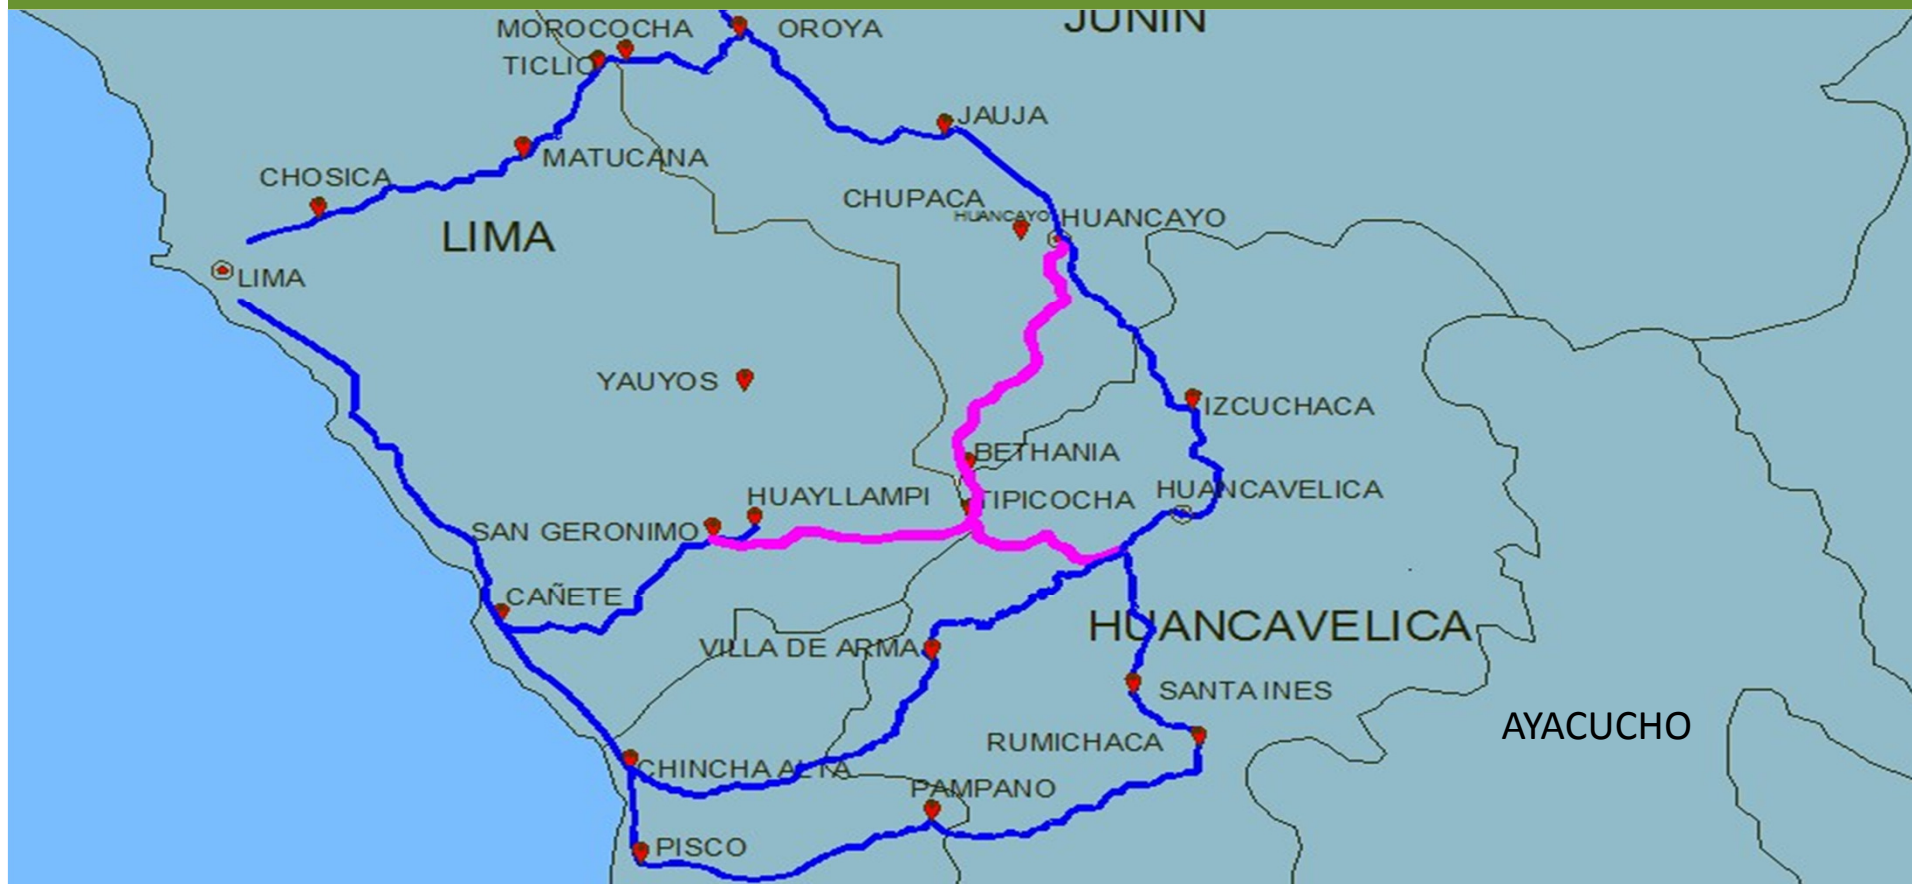 JUNIN
MOROCOCHA
OROYA
TICLIO
JAUJA
MATUCANA
CHOSICA
CHUPACA
HUANCAYO
HUANCAYO
LIMA
LIMA
YAUYOS
IZCUCHACA
BETHANIA
HUAYLLAMPI
TIPICOCHA
HUANCAVELICA
SAN GERONIMO
CAÑETE
HUANCAVELICA
VILLA DE ARMA
SANTA INES
AYACUCHO
RUMICHACA
CHINCHA ALTA
PAMPANO
PISCO